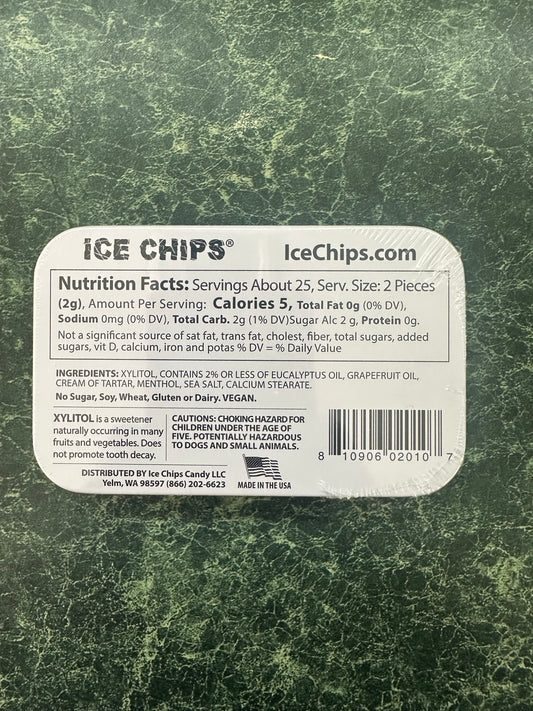 ICE CHIPS® IceChips.com
Nutrition Facts: Servings About 25, Serv. Size: 2 Pieces
(2g), Amount Per Serving: Calories 5, Total Fat 0g (0% DV),
Sodium 0mg (0% DV), Total Carb. 2g (1% DV)Sugar Alc 2 g, Protein 0g.
Not a significant source of sat fat, trans fat, cholest, fiber, total sugars, added
sugars, vit D, calcium, iron and potas % DV = % Daily Value
INGREDIENTS: XYLITOL, CONTAINS 2% OR LESS OF EUCALYPTUS OIL, GRAPEFRUIT OIL,
CREAM OF TARTAR, MENTHOL, SEA SALT, CALCIUM STEARATE.
No Sugar, Soy, Wheat, Gluten or Dairy. VEGAN.
XYLITOL is a sweetener
naturally occurring in many
fruits and vegetables. Does
not promote tooth decay.
CAUTIONS: CHOKING HAZARD FOR
CHILDREN UNDER THE AGE OF
FIVE. POTENTIALLY HAZARDOUS
TO DOGS AND SMALL ANIMALS.
8 10906 02010 7
DISTRIBUTED BY Ice Chips Candy LLC
Yelm, WA 98597 (866) 202-6623
MADE IN THE USA